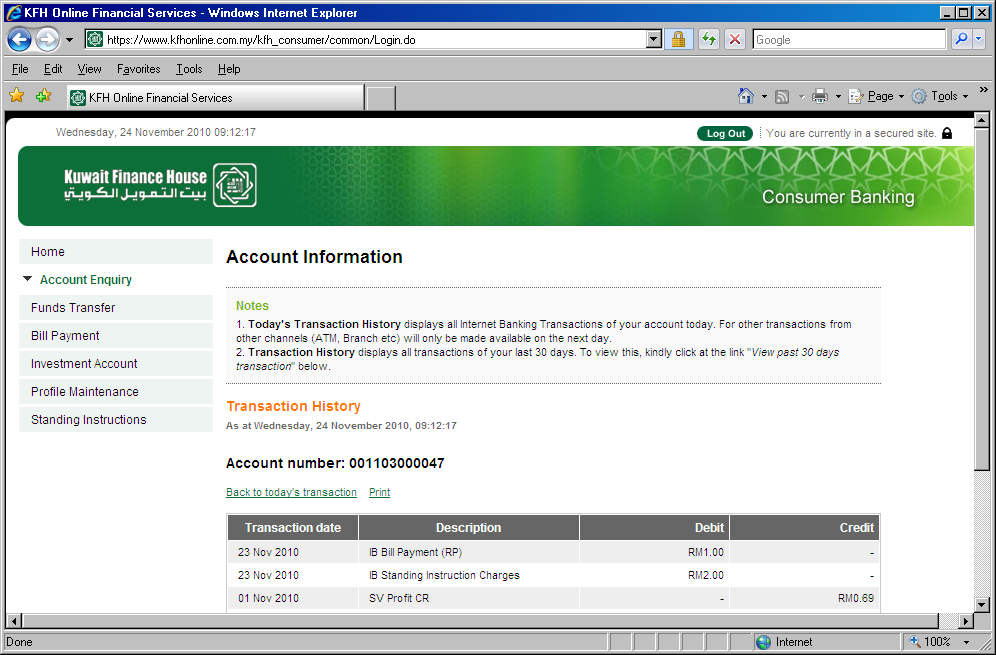 KFH Online Financial Services - Windows Internet Explorer
https://www.kfhonline.com.my/kfh_consumer/common/Login.do
Google
File Edit View Favorites Tools Help
KFH Online Financial Services
Page Tools »
Wednesday, 24 November 2010 09:12:17
Log Out You are currently in a secured site.
Kuwait Finance House
بيت التمويل الكويتي
Consumer Banking
Home
Account Enquiry
Funds Transfer
Bill Payment
Investment Account
Profile Maintenance
Standing Instructions
Account Information
Notes
1. Today's Transaction History displays all Internet Banking Transactions of your account today. For other transactions from
other channels (ATM, Branch etc) will only be made available on the next day.
2. Transaction History displays all transactions of your last 30 days. To view this, kindly click at the link "View past 30 days
transaction" below.
Transaction History
As at Wednesday, 24 November 2010, 09:12:17
Account number: 001103000047
Back to today's transaction Print
Transaction date Description Debit Credit
23 Nov 2010 IB Bill Payment (RP) RM1.00 -
23 Nov 2010 IB Standing Instruction Charges RM2.00 -
01 Nov 2010 SV Profit CR - RM0.69
Done Internet 100%